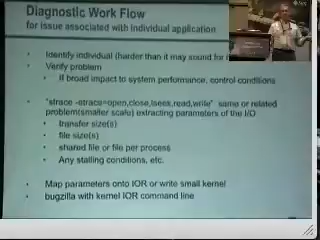 Diagnostic Work Flow
for issue associated with individual application
Identify individual (harder than it may sound for
Verify problem
If broad impact to system performance, control conditions
"strace -etrace=open,close,lseek,read,write" same or related
problem(smaller scale) extracting parameters of the I/O
transfer size(s)
file size(s)
shared file or file per process
Any stalling conditions, etc.
Map parameters onto IOR or write small kernel
bugzilla with kernel IOR command line